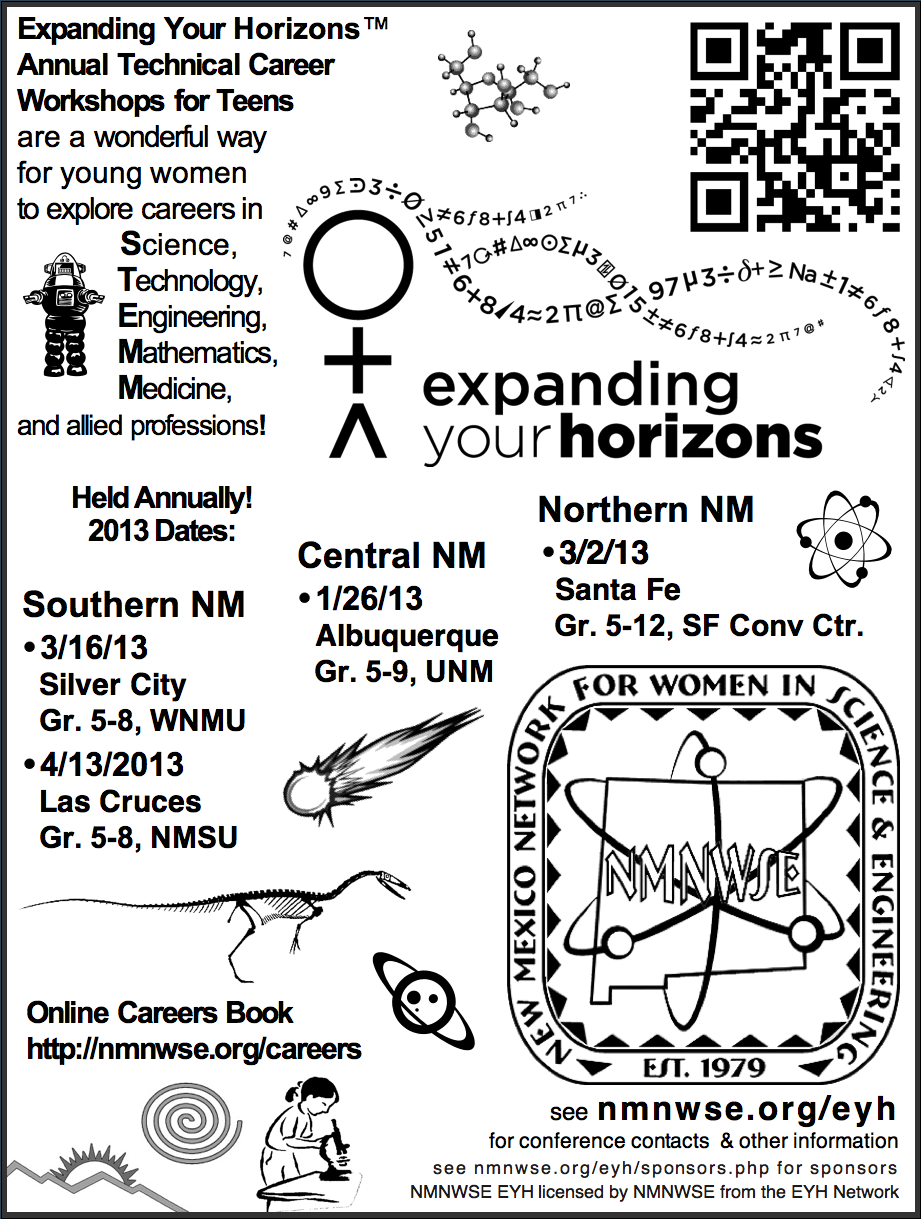 Expanding Your Horizons™
Annual Technical Career
Workshops for Teens
are a wonderful way
for young women
to explore careers in
Science,
Technology,
Engineering,
Mathematics,
Medicine,
and allied professions!
expanding
yourhorizons
Held Annually!
2013 Dates:
Southern NM
•3/16/13
Silver City
Gr. 5-8, WNMU
•4/13/2013
Las Cruces
Gr. 5-8, NMSU
Central NM
•1/26/13
Albuquerque
Gr. 5-9, UNM
Northern NM
•3/2/13
Santa Fe
Gr. 5-12, SF Conv Ctr.
NEW MEXICO NETWORK FOR WOMEN IN SCIENCE & ENGINEERING
NMNWSE
EST. 1979
Online Careers Book
http://nmnwse.org/careers
see nmnwse.org/eyh
for conference contacts & other information
see nmnwse.org/eyh/sponsors.php for sponsors
NMNWSE EYH licensed by NMNWSE from the EYH Network